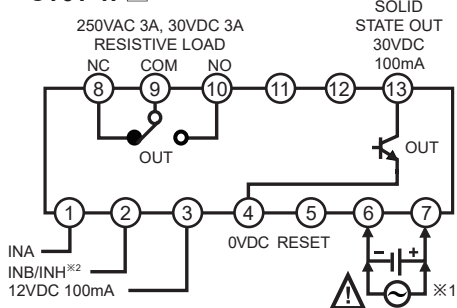 SOLID
250VAC 3A, 30VDC 3A STATE OUT
RESISTIVE LOAD 30VDC
100mA
NC COM NO
8 9 10 11 12 13
OUT OUT
1 2 3 4 5 6 7
INA 0VDC RESET
INB/INH※2
12VDC 100mA
- +
! ※1